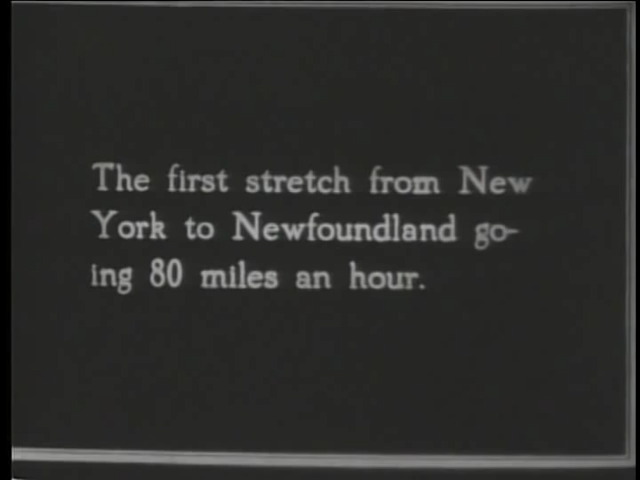 The first stretch from New
York to Newfoundland go-
ing 80 miles an hour.